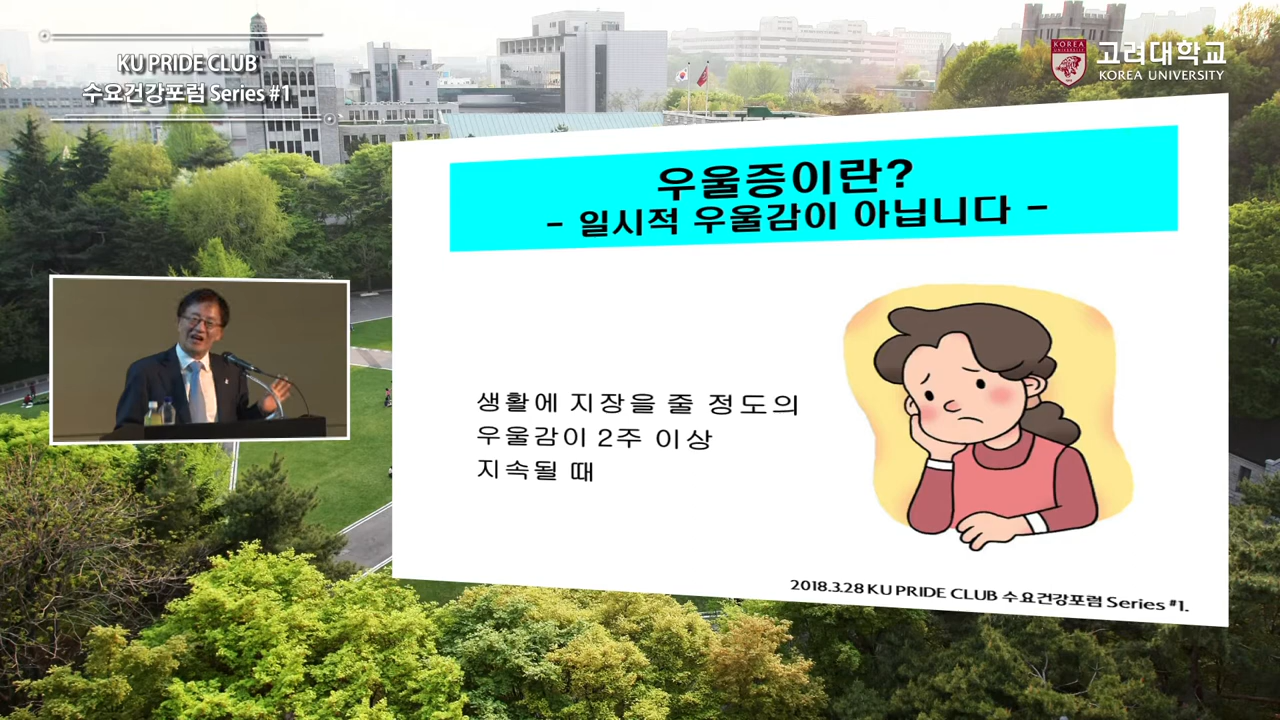 KU PRIDE CLUB
수요건강포럼 Series #1
KOREA
UNIVERSITY
고려대학교
KOREA UNIVERSITY
우울증이란?
- 일시적 우울감이 아닙니다 -
생활에 지장을 줄 정도의
우울감이 2주 이상
지속될 때
2018.3.28 KU PRIDE CLUB 수요건강포럼 Series #1.